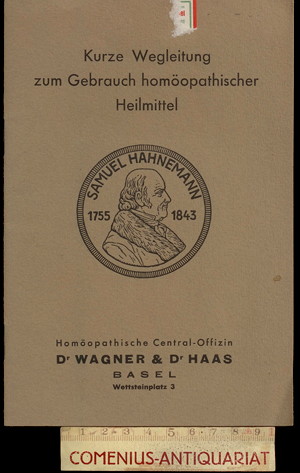 Kurze Wegleitung
zum Gebrauch homöopathischer
Heilmittel
SAMUEL HAHNEMANN
1755 1843
Homöopathische Central-Offizin
Dr WAGNER & Dr HAAS
BASEL
Wettsteinplatz 3
1 2 3 4 5 6 7 8 9
COMENIUS-ANTIQUARIAT